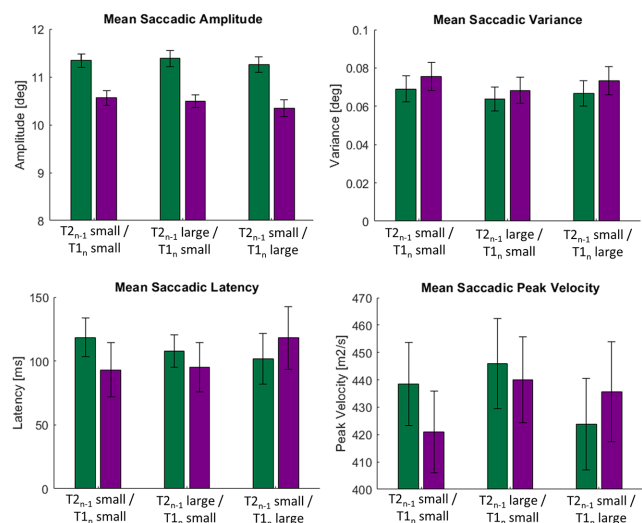 Mean Saccadic Amplitude
Amplitude [deg]
12
11
10
9
8
T2n-1 small / T2n-1 large / T2n-1 small /
T1n small T1n small T1n large
Mean Saccadic Variance
Variance [deg]
0.1
0.08
0.06
0.04
0.02
0
T2n-1 small / T2n-1 large / T2n-1 small /
T1n small T1n small T1n large
Mean Saccadic Latency
Latency [ms]
150
100
50
0
T2n-1 small / T2n-1 large / T2n-1 small /
T1n small T1n small T1n large
Mean Saccadic Peak Velocity
Peak Velocity [m2/s]
470
460
450
440
430
420
410
400
T2n-1 small / T2n-1 large / T2n-1 small /
T1n small T1n small T1n large